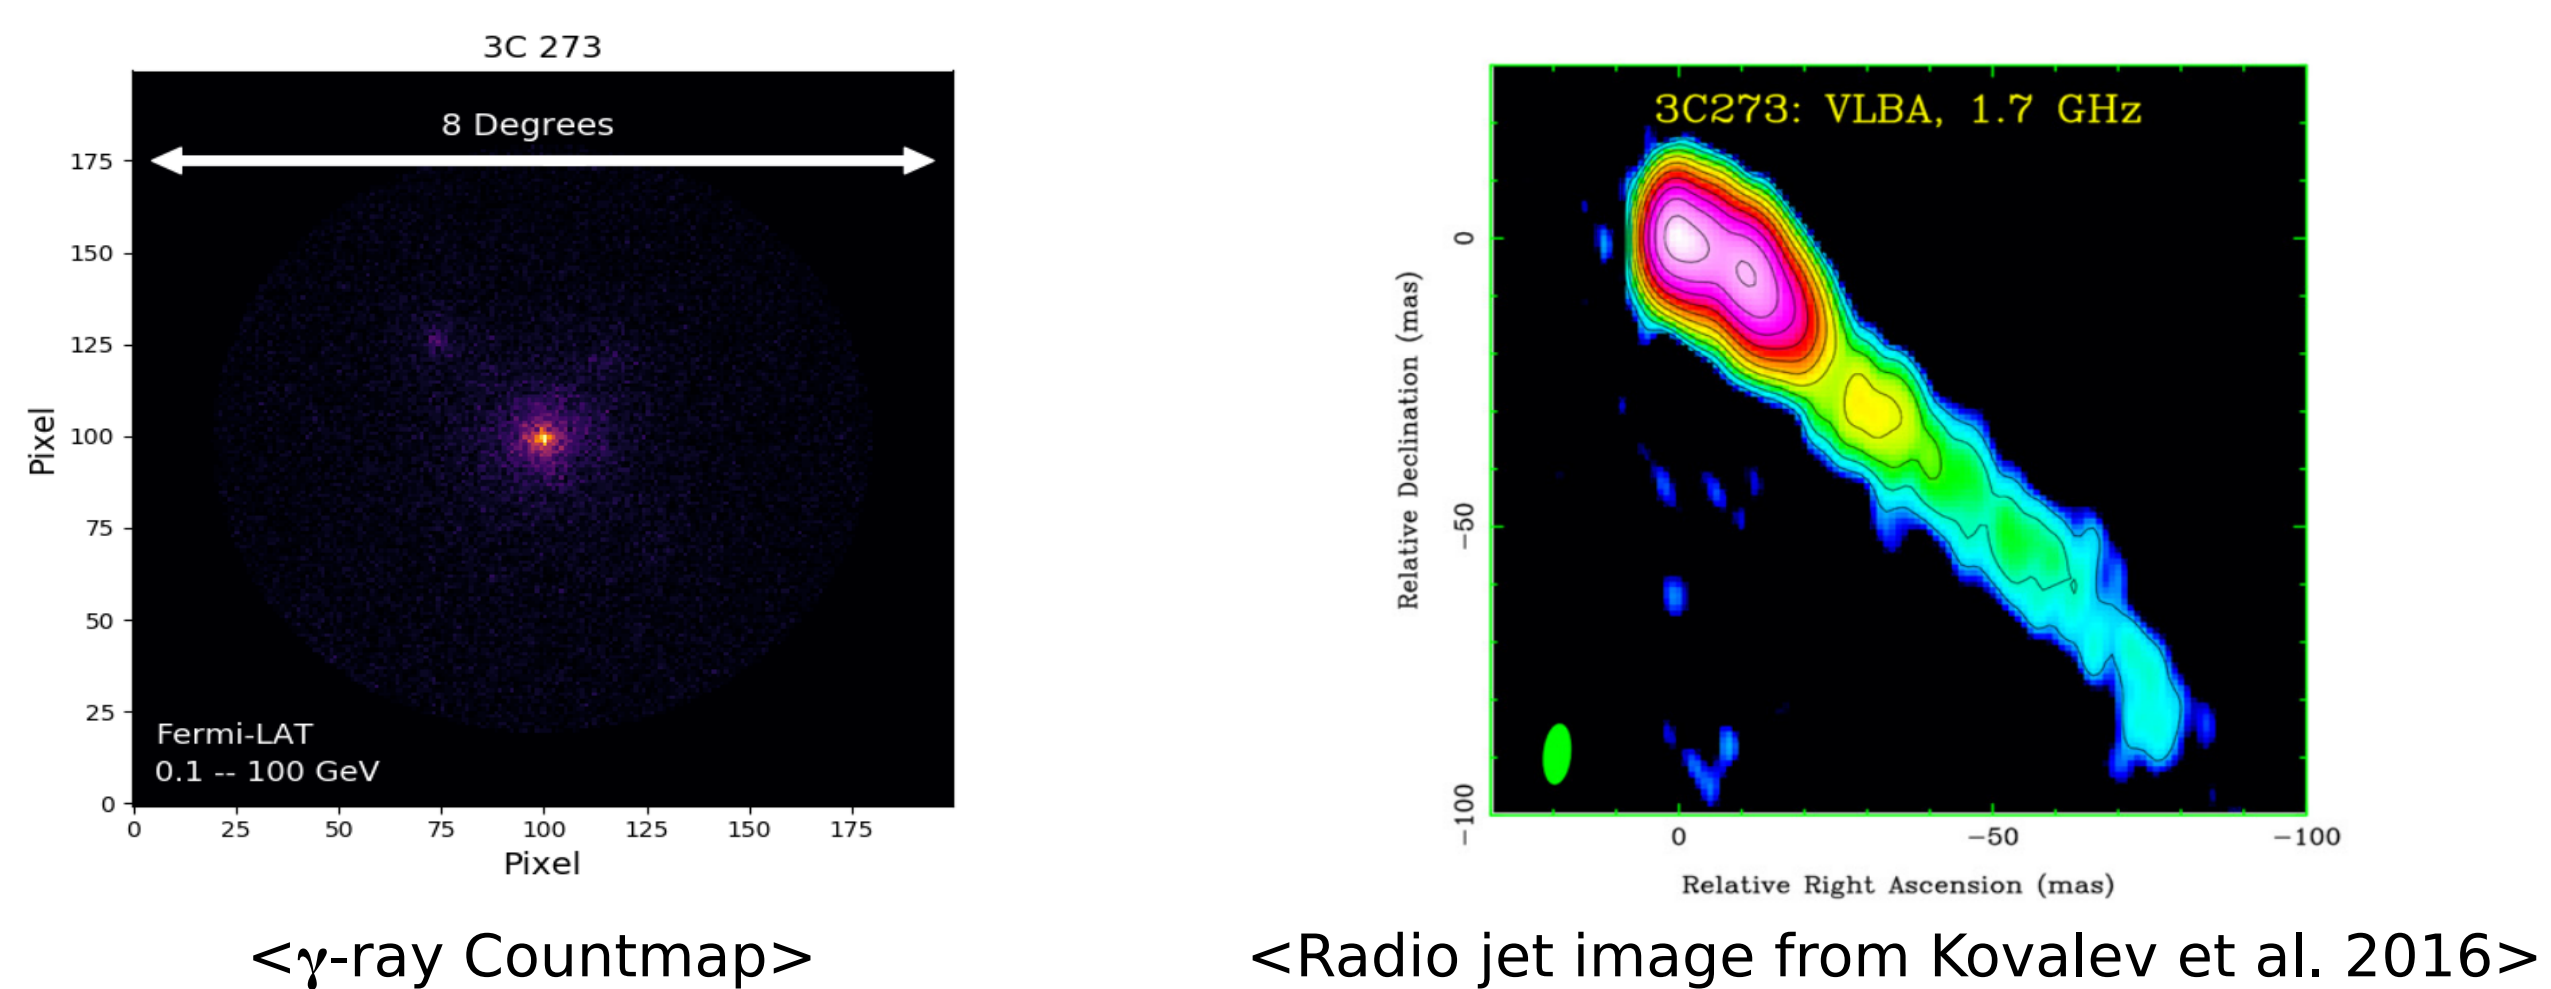 3C 273
8 Degrees
175
150
125
100
75
50
25
0
Pixel
Fermi-LAT
0.1 -- 100 GeV
0 25 50 75 100 125 150 175
Pixel
<γ-ray Countmap>
3C273: VLBA, 1.7 GHz
0
−50
−100
Relative Declination (mas)
0 −50 −100
Relative Right Ascension (mas)
<Radio jet image from Kovalev et al. 2016>